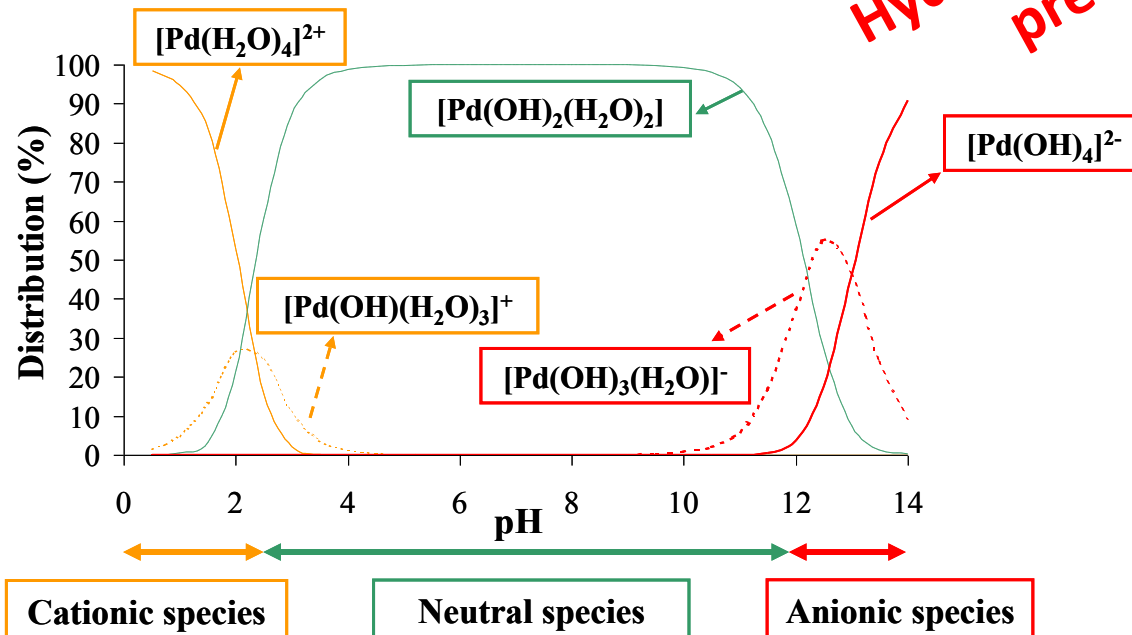 pre
[Pd(H₂O)₄]²⁺
100
90
80
70
60
50
40
30
20
10
0
Distribution (%)
[Pd(OH)₂(H₂O)₂]
[Pd(OH)₄]²⁻
[Pd(OH)(H₂O)₃]⁺
[Pd(OH)₃(H₂O)]⁻
0 2 4 6 8 10 12 14
pH
Cationic species Neutral species Anionic species